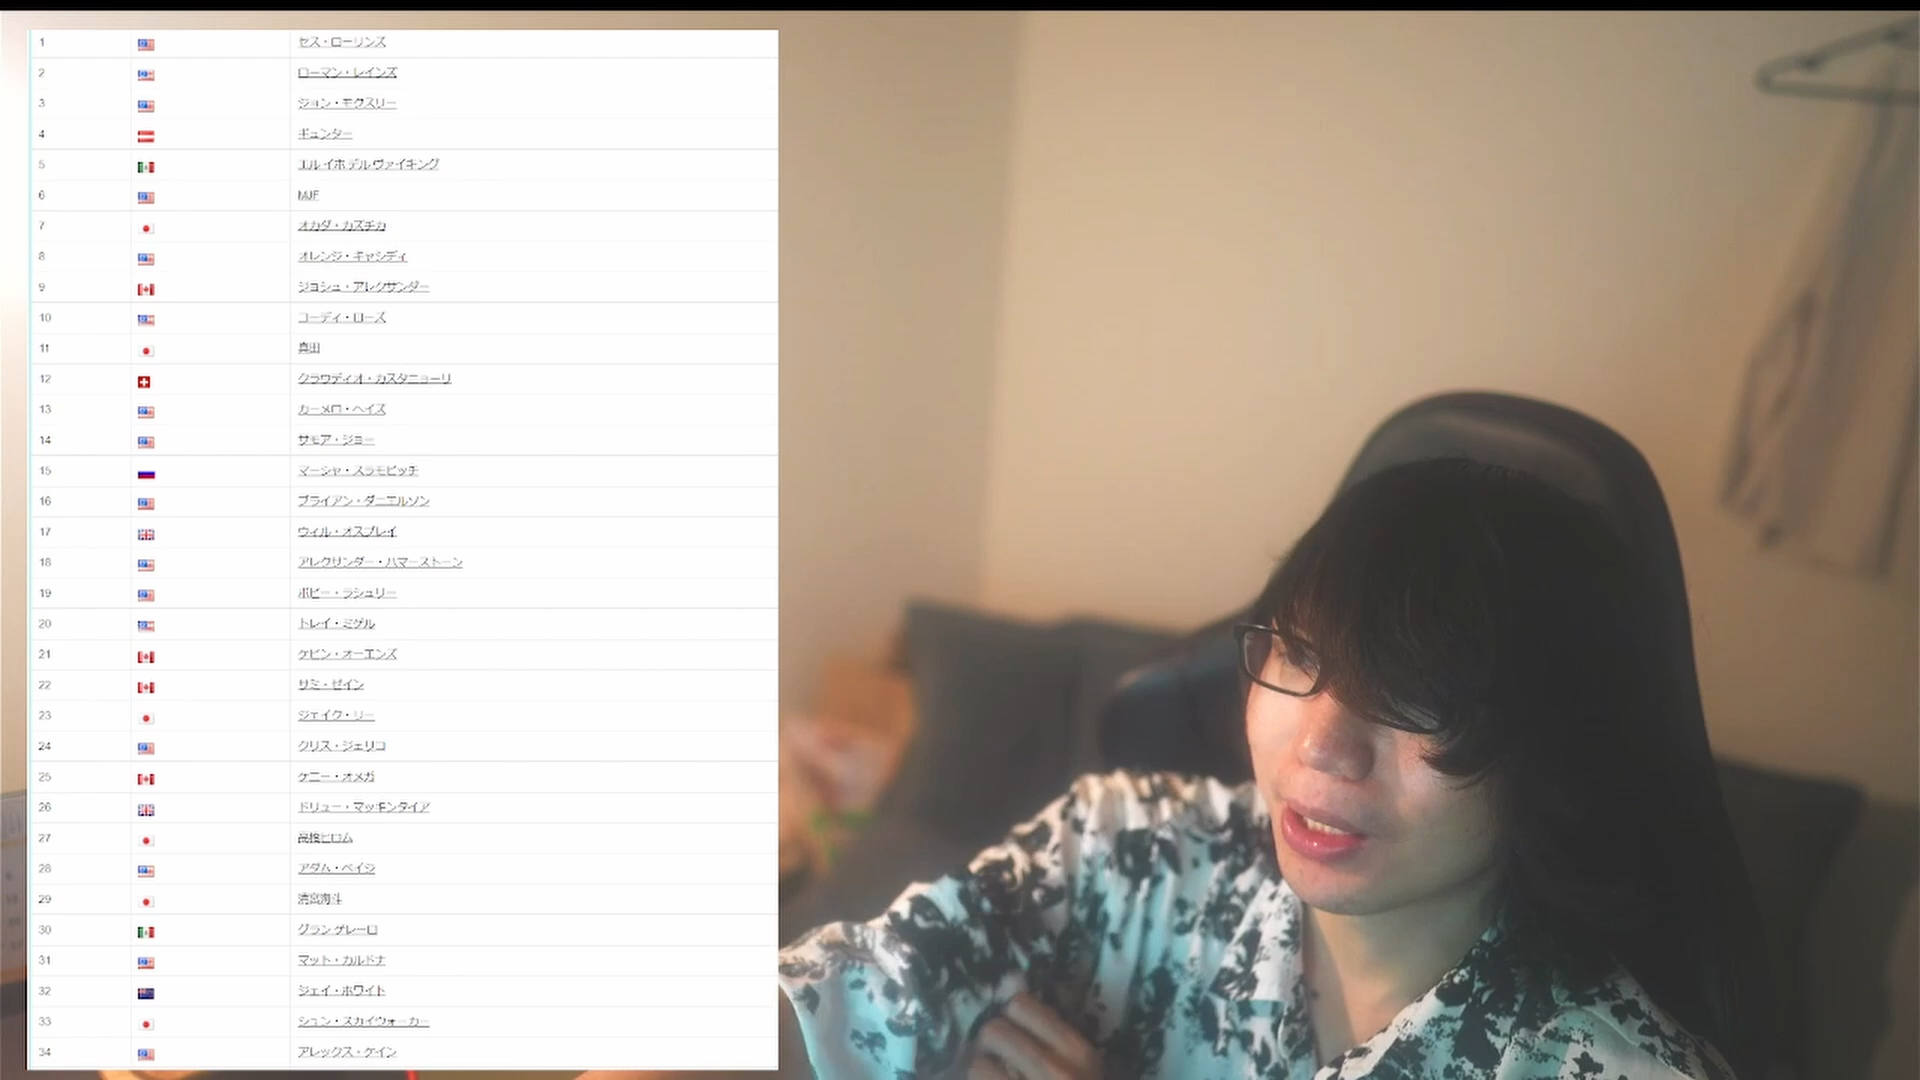 1 セス・ローリンズ
2 ローマン・レインズ
3 ジョン・モクスリー
4 ギュンター
5 エル イホ デル ヴァイキング
6 MJF
7 オカダ・カズチカ
8 オレンジ・キャシディ
9 ジョシュ・アレクサンダー
10 コーディ・ローズ
11 真田
12 クラウディオ・カスタニョーリ
13 カーメロ・ヘイズ
14 サモア・ジョー
15 マーシャ・スラモビッチ
16 ブライアン・ダニエルソン
17 ウィル・オスプレイ
18 アレクサンダー・ハマーストーン
19 ボビー・ラシュリー
20 トレイ・ミゲル
21 ケビン・オーエンズ
22 サミ・ゼイン
23 ジェイク・リー
24 クリス・ジェリコ
25 ケニー・オメガ
26 ドリュー・マッキンタイア
27 高橋ヒロム
28 アダム・ペイジ
29 清宮海斗
30 グラン ゲレーロ
31 マット・カルドナ
32 ジェイ・ホワイト
33 シュン・スカイウォーカー
34 アレックス・ケイン